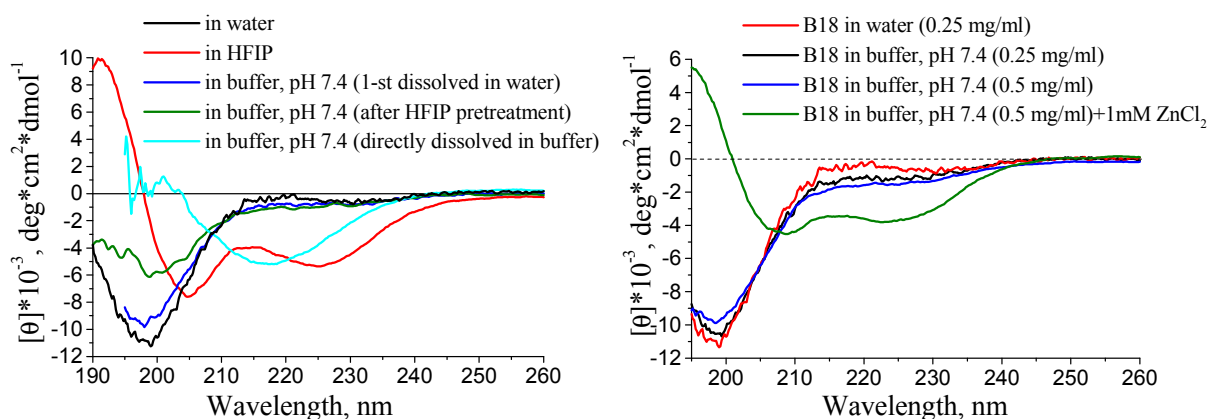 in water
in HFIP
in buffer, pH 7.4 (1-st dissolved in water)
in buffer, pH 7.4 (after HFIP pretreatment)
in buffer, pH 7.4 (directly dissolved in buffer)
10
8
6
4
2
0
-2
-4
-6
-8
-10
-12
[θ]*10⁻³, deg*cm²*dmol⁻¹
190 200 210 220 230 240 250 260
Wavelength, nm
B18 in water (0.25 mg/ml)
B18 in buffer, pH 7.4 (0.25 mg/ml)
B18 in buffer, pH 7.4 (0.5 mg/ml)
B18 in buffer, pH 7.4 (0.5 mg/ml)+1mM ZnCl₂
6
4
2
0
-2
-4
-6
-8
-10
-12
[θ]*10⁻³, deg*cm²*dmol⁻¹
200 210 220 230 240 250 260
Wavelength, nm